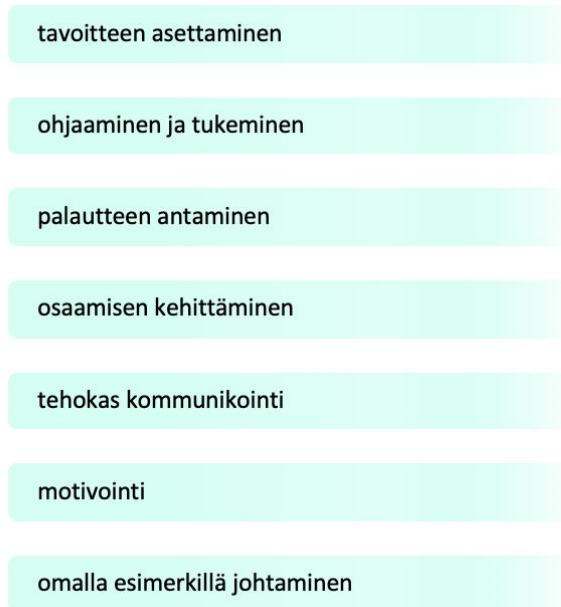 tavoitteen asettaminen
ohjaaminen ja tukeminen
palautteen antaminen
osaamisen kehittäminen
tehokas kommunikointi
motivointi
omalla esimerkillä johtaminen